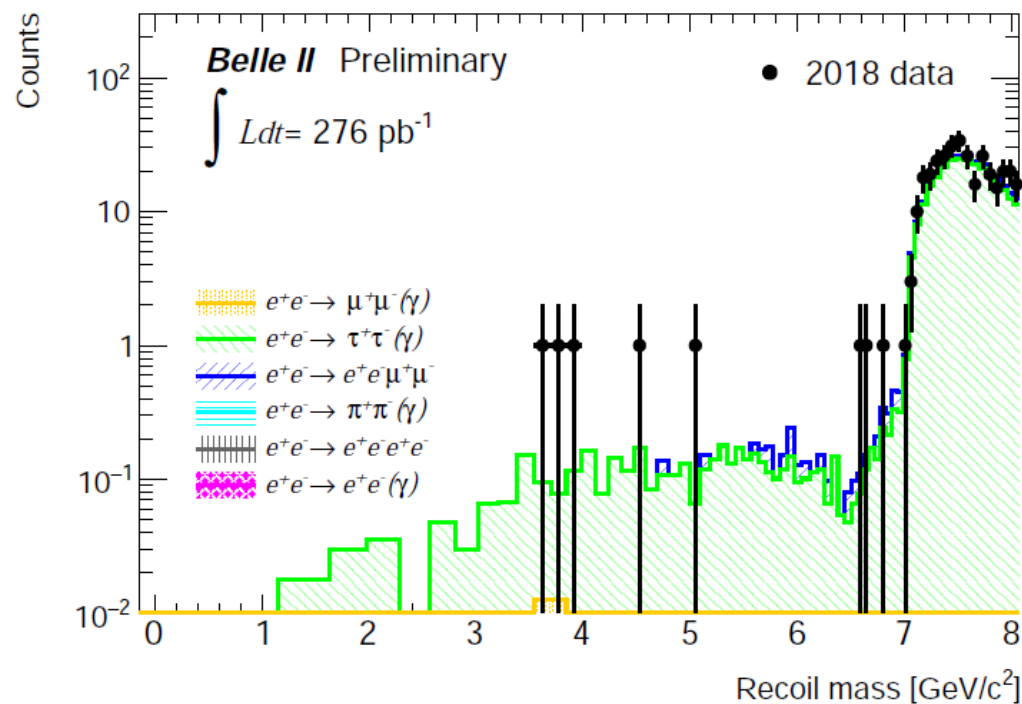 Counts
Belle II Preliminary
2018 data
∫ Ldt= 276 pb⁻¹
10²
10
1
10⁻¹
10⁻²
e⁺e⁻→ μ⁺μ⁻(γ)
e⁺e⁻→ τ⁺τ⁻(γ)
e⁺e⁻→ e⁺e⁻μ⁺μ⁻
e⁺e⁻→ π⁺π⁻(γ)
e⁺e⁻→ e⁺e⁻e⁺e⁻
e⁺e⁻→ e⁺e⁻(γ)
0 1 2 3 4 5 6 7 8
Recoil mass [GeV/c²]